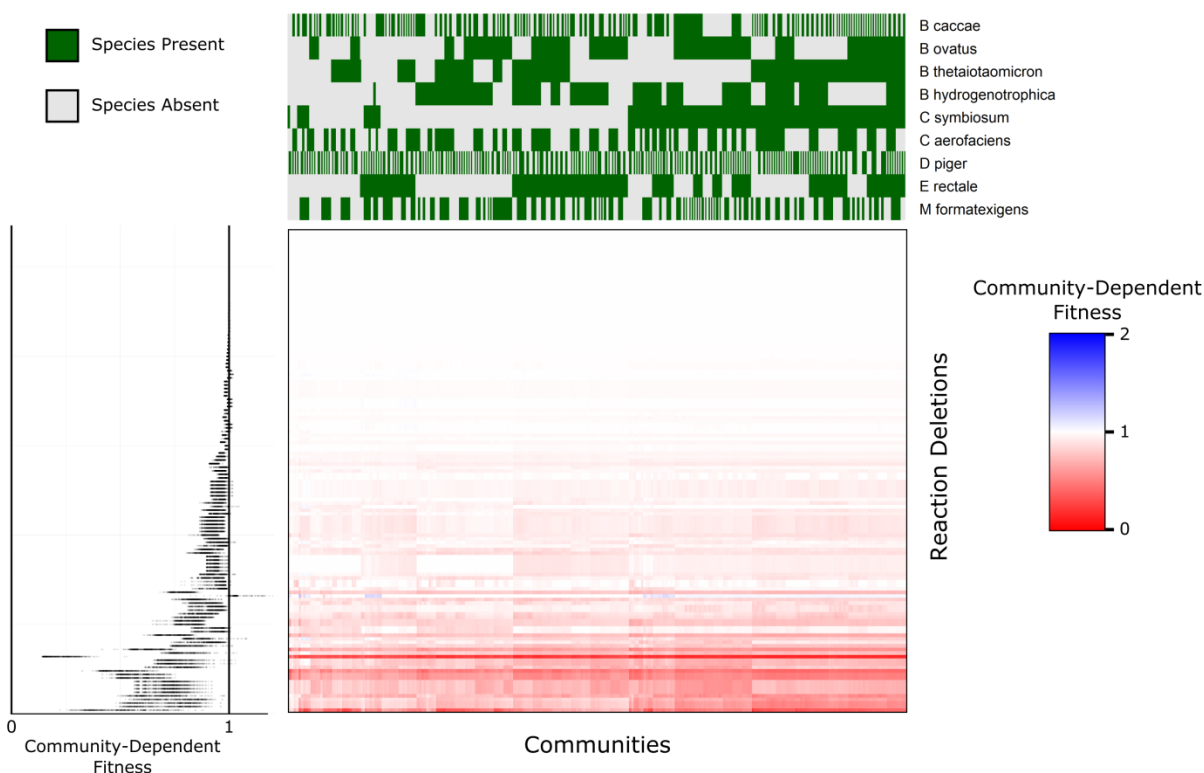 Species Present
Species Absent
B caccae
B ovatus
B thetaiotaomicron
B hydrogenotrophica
C symbiosum
C aerofaciens
D piger
E rectale
M formatexigens
Community-Dependent
Fitness
2
1
0
Reaction Deletions
0
1
Community-Dependent
Fitness
Communities